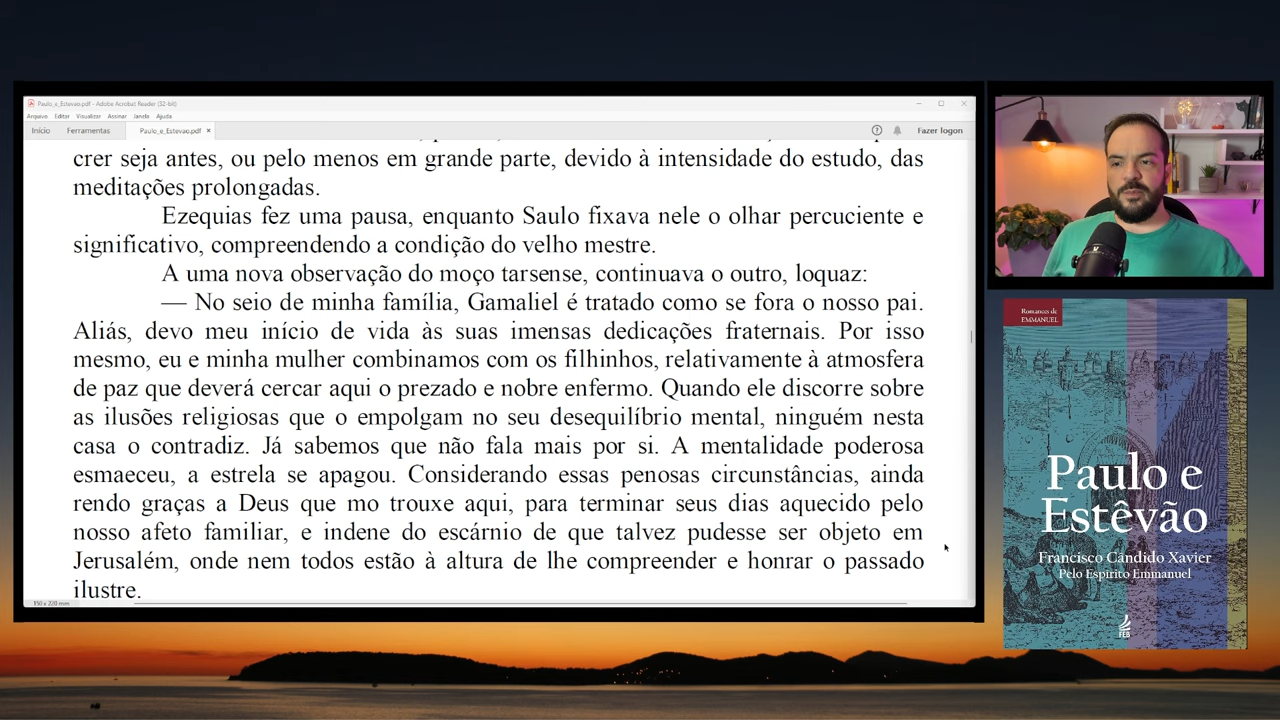 Paulo_e_Estevao.pdf - Adobe Acrobat Reader (32-bit)
Arquivo Editar Visualizar Assinar Janela Ajuda
Início Ferramentas Paulo_e_Estevao.pdf × Fazer logon
crer seja antes, ou pelo menos em grande parte, devido à intensidade do estudo, das
meditações prolongadas.
Ezequias fez uma pausa, enquanto Saulo fixava nele o olhar percuciente e
significativo, compreendendo a condição do velho mestre.
A uma nova observação do moço tarsense, continuava o outro, loquaz:
— No seio de minha família, Gamaliel é tratado como se fora o nosso pai.
Aliás, devo meu início de vida às suas imensas dedicações fraternais. Por isso
mesmo, eu e minha mulher combinamos com os filhinhos, relativamente à atmosfera
de paz que deverá cercar aqui o prezado e nobre enfermo. Quando ele discorre sobre
as ilusões religiosas que o empolgam no seu desequilíbrio mental, ninguém nesta
casa o contradiz. Já sabemos que não fala mais por si. A mentalidade poderosa
esmaeceu, a estrela se apagou. Considerando essas penosas circunstâncias, ainda
rendo graças a Deus que mo trouxe aqui, para terminar seus dias aquecido pelo
nosso afeto familiar, e indene do escárnio de que talvez pudesse ser objeto em
Jerusalém, onde nem todos estão à altura de lhe compreender e honrar o passado
ilustre.
150 x 220 mm
Romances de
EMMANUEL
Paulo e
Estêvão
Francisco Cândido Xavier
Pelo Espírito Emmanuel
FEB